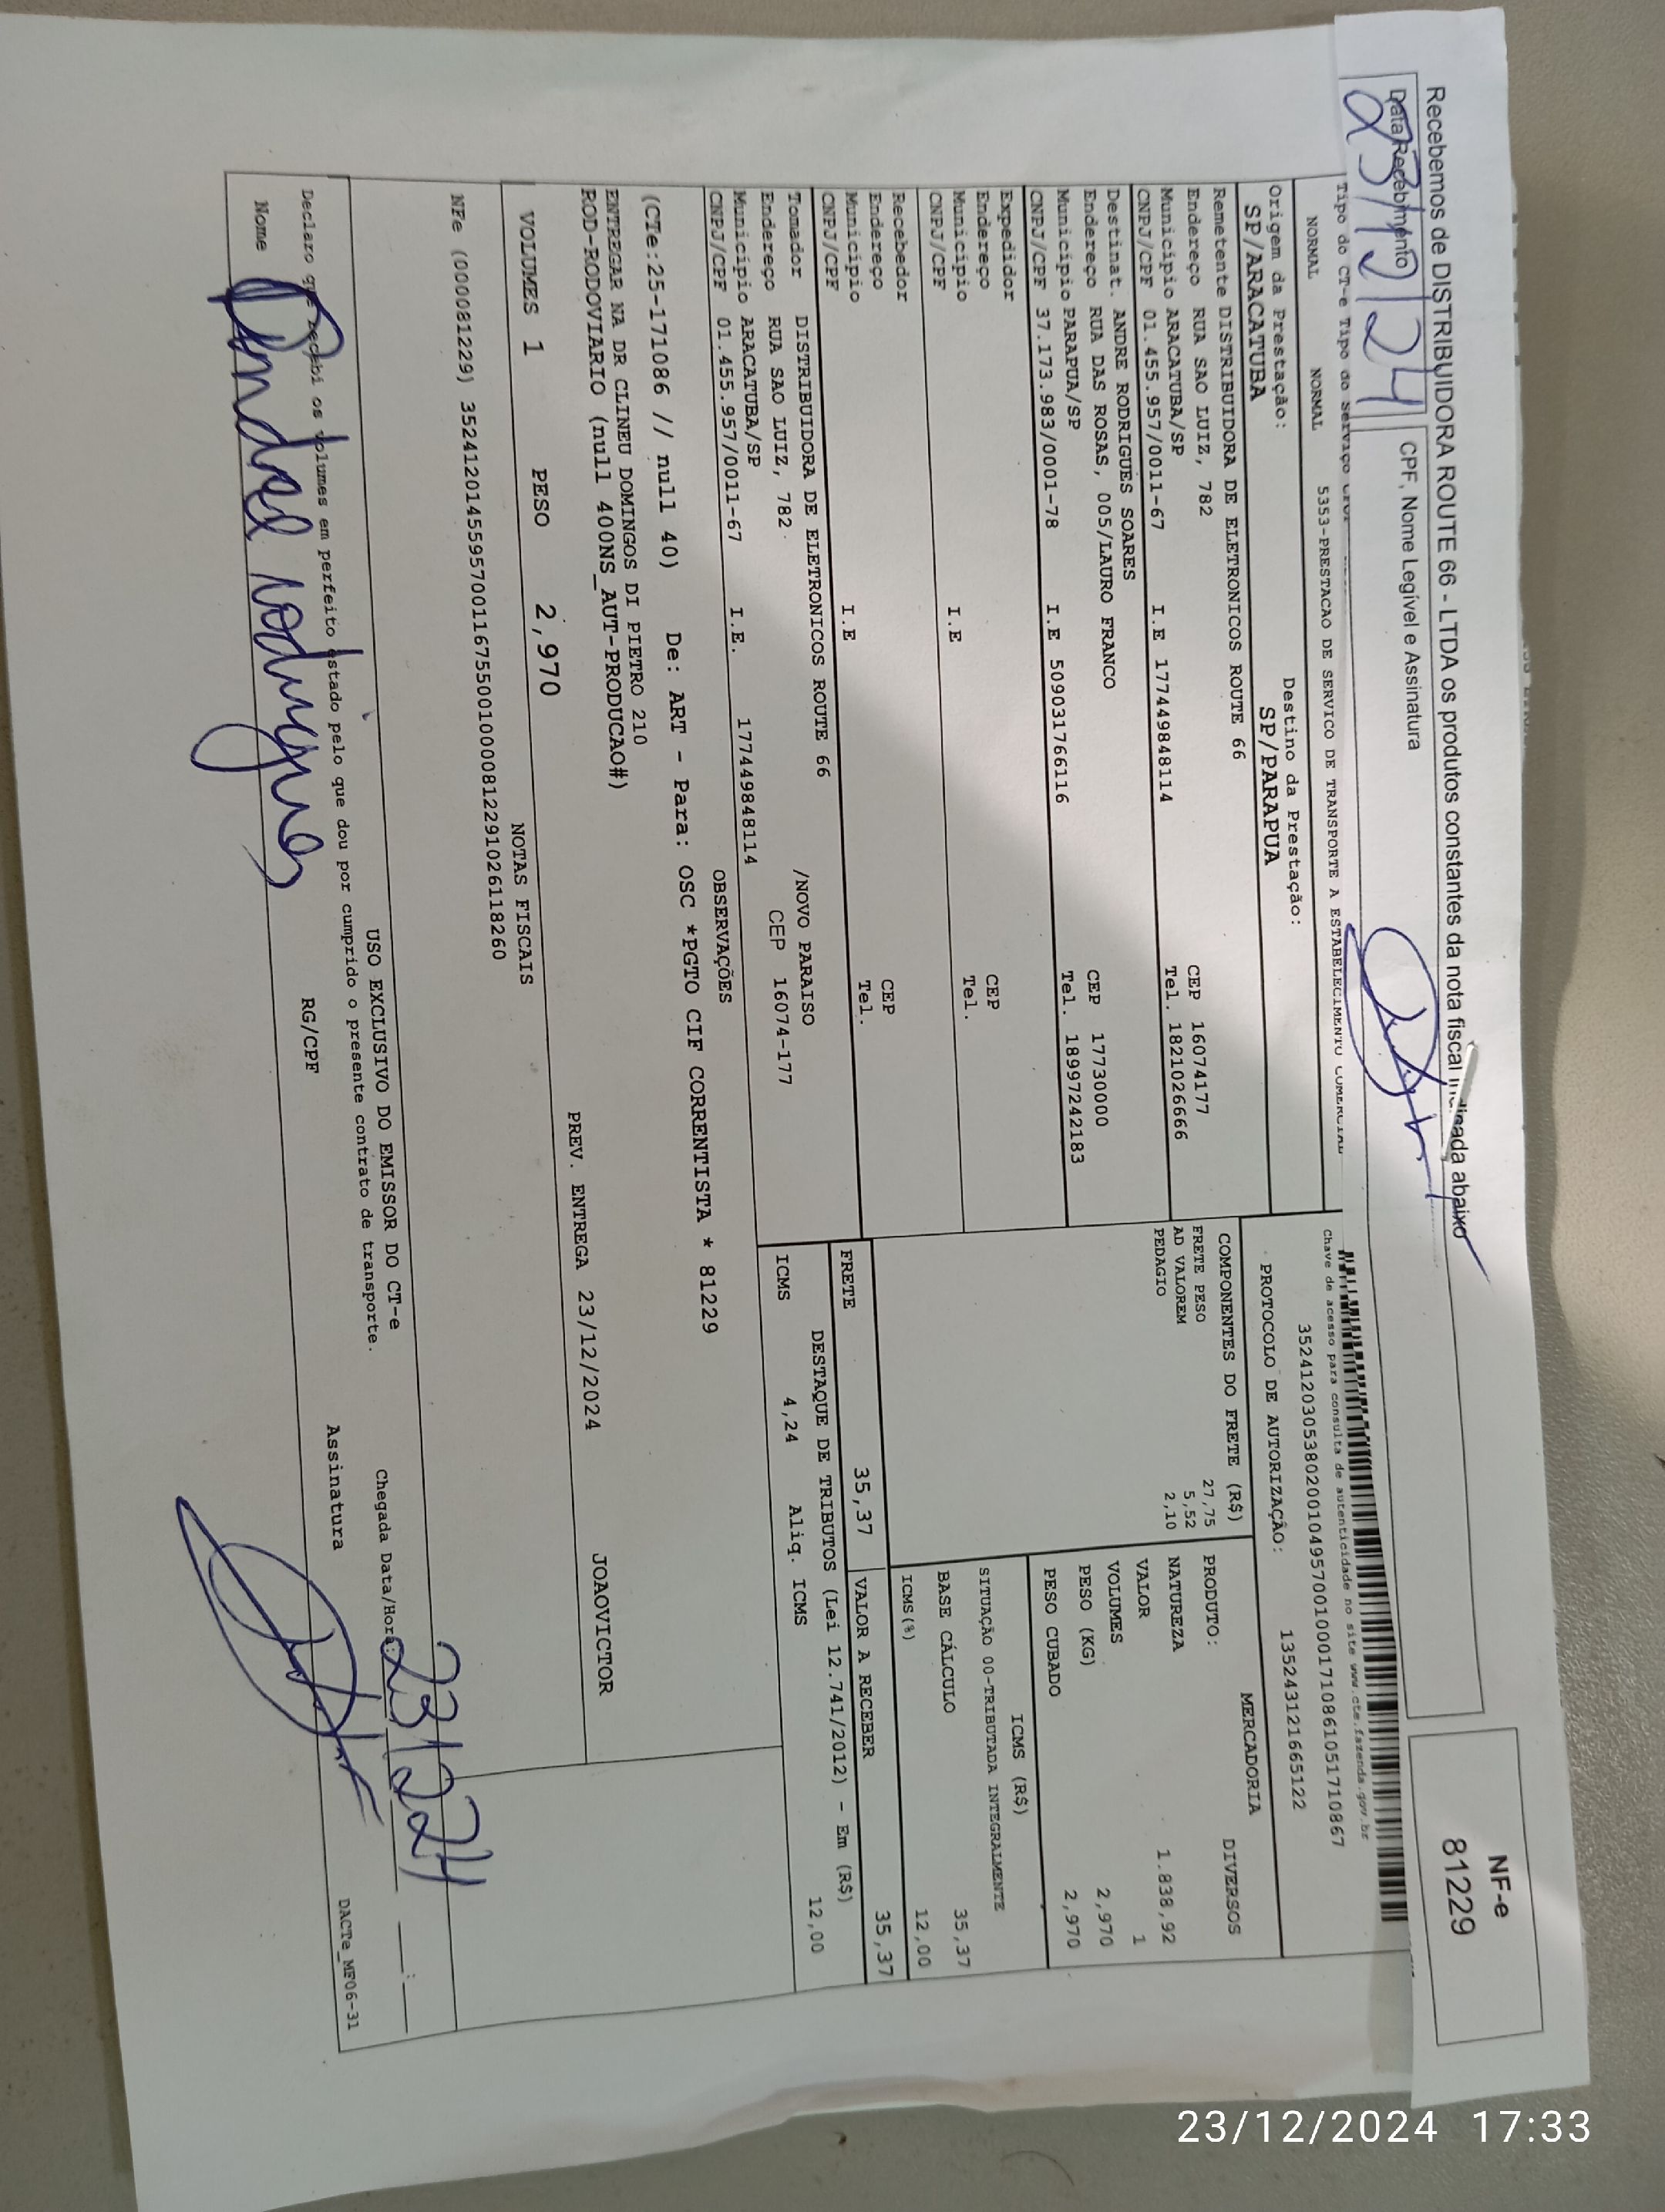 Recebemos de DISTRIBUIDORA ROUTE 66 - LTDA os produtos constantes da nota fiscal indicada abaixo
Data Recebimento
23/12/24
CPF, Nome Legível e Assinatura
NF-e
81229
Tipo do CT-e Tipo do Serviço
NORMAL NORMAL 5353-PRESTACAO DE SERVICO DE TRANSPORTE A ESTABELECIMENTO COMERCIAL
Chave de acesso para consulta de autenticidade no site www.cte.fazenda.gov.br
35241203053802001049570010001710861051710867
Origem da Prestação: Destino da Prestação:
SP/ARACATUBA SP/PARAPUA
PROTOCOLO DE AUTORIZAÇÃO: 135243121665122
Remetente DISTRIBUIDORA DE ELETRONICOS ROUTE 66
Endereço RUA SAO LUIZ, 782 CEP 16074177
Município ARACATUBA/SP Tel. 1821026666
CNPJ/CPF 01.455.957/0011-67 I.E 177449848114
Destinat. ANDRE RODRIGUES SOARES
Endereço RUA DAS ROSAS, 005/LAURO FRANCO CEP 17730000
Município PARAPUA/SP Tel. 18997242183
CNPJ/CPF 37.173.983/0001-78 I.E 509031766116
Expedidor
Endereço CEP
Município Tel.
CNPJ/CPF I.E
Recebedor
Endereço CEP
Município Tel.
CNPJ/CPF I.E
Tomador DISTRIBUIDORA DE ELETRONICOS ROUTE 66
Endereço RUA SAO LUIZ, 782 /NOVO PARAISO
Município ARACATUBA/SP CEP 16074-177
CNPJ/CPF 01.455.957/0011-67 I.E. 177449848114
COMPONENTES DO FRETE (R$)
FRETE PESO 27,75
AD VALOREM 5,52
PEDAGIO 2,10
MERCADORIA
PRODUTO: DIVERSOS
NATUREZA
VALOR 1.838,92
VOLUMES 1
PESO (KG) 2,970
PESO CUBADO 2,970
ICMS (R$)
SITUAÇÃO 00-TRIBUTADA INTEGRALMENTE
BASE CÁLCULO 35,37
ICMS(%) 12,00
FRETE 35,37 VALOR A RECEBER 35,37
DESTAQUE DE TRIBUTOS (Lei 12.741/2012) - Em (R$)
ICMS 4,24 Aliq. ICMS 12,00
OBSERVAÇÕES
(CTe:25-171086 // null 40) De: ART - Para: OSC *PGTO CIF CORRENTISTA * 81229
ENTREGAR NA DR CLINEU DOMINGOS DI PIETRO 210
ROD-RODOVIARIO (null 400NS_AUT-PRODUCAO#)
VOLUMES 1 PESO 2,970 PREV. ENTREGA 23/12/2024 JOAOVICTOR
NOTAS FISCAIS
NFe (000081229) 35241201455957001167550010000812291026118260
USO EXCLUSIVO DO EMISSOR DO CT-e
Declaro que recebi os volumes em perfeito estado pelo que dou por cumprido o presente contrato de transporte.
Chegada Data/Hora: 23/12/24
Nome Andre rodrigues
RG/CPF
Assinatura
DACTe_MF06-31
23/12/2024 17:33